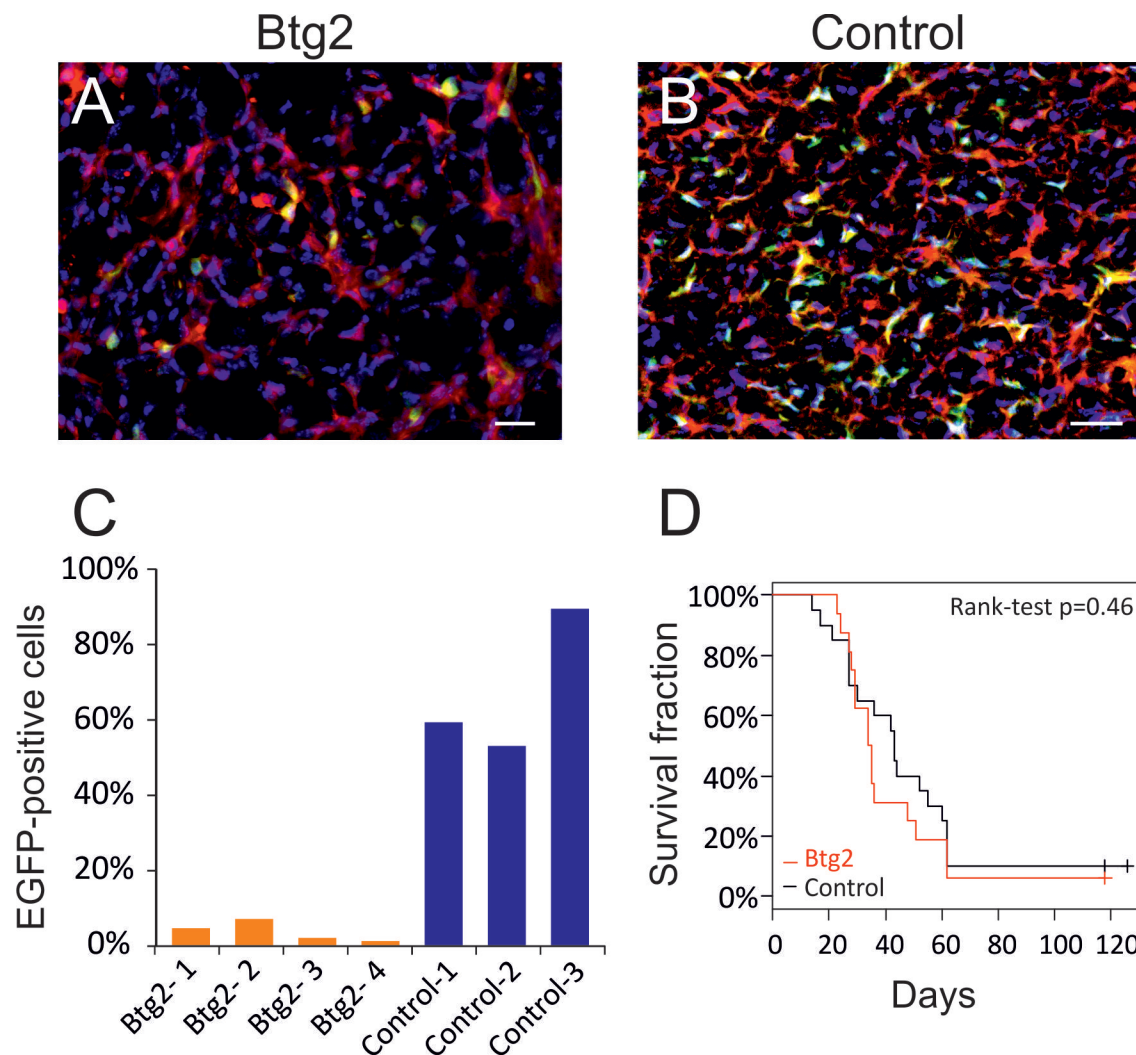 Btg2
Control
A
B
C
D
EGFP-positive cells
100%
80%
60%
40%
20%
0%
Btg2- 1
Btg2- 2
Btg2- 3
Btg2- 4
Control-1
Control-2
Control-3
Survival fraction
100%
80%
60%
40%
20%
0%
Rank-test p=0.46
Btg2
Control
0 20 40 60 80 100 120
Days